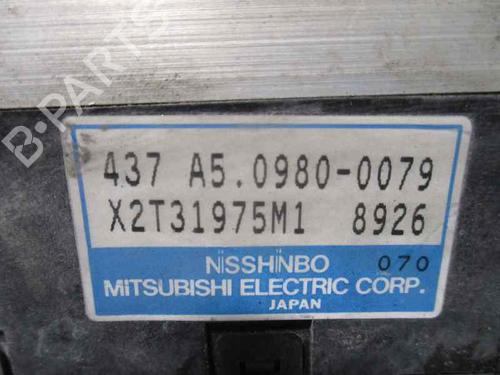 B-PARTS
437 A5.0980-0079
X2T31975M1 8926
NiSSHiNBO 070
MITSUBISHI ELECTRIC CORP.
JAPAN